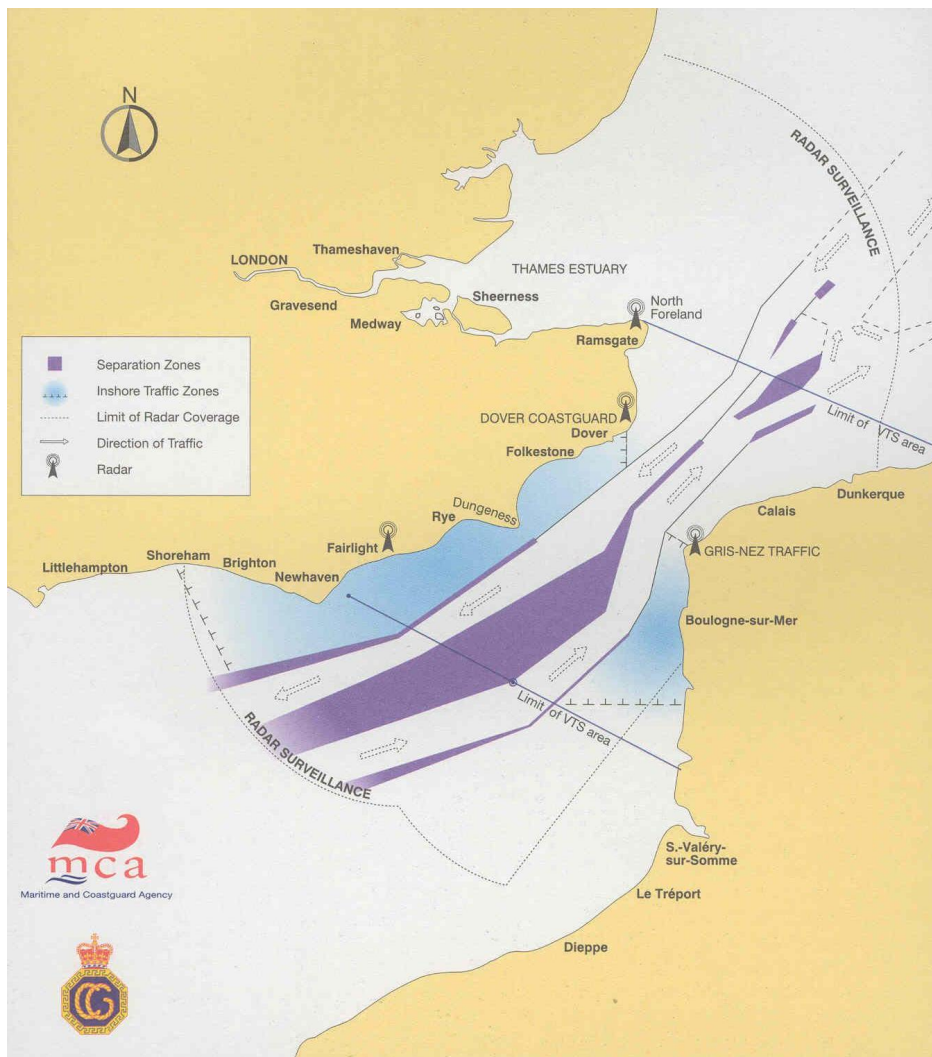 N
RADAR SURVEILLANCE
Thameshaven
LONDON
THAMES ESTUARY
Gravesend
Sheerness
Medway
North
Foreland
Ramsgate
Separation Zones
Inshore Traffic Zones
Limit of Radar Coverage
Direction of Traffic
Radar
DOVER COASTGUARD
Dover
Folkestone
Limit of VTS area
Dunkerque
Calais
Dungeness
Rye
Fairlight
GRIS-NEZ TRAFFIC
Shoreham
Brighton
Littlehampton
Newhaven
Boulogne-sur-Mer
Limit of VTS area
RADAR SURVEILLANCE
mca
Maritime and Coastguard Agency
S.-Valéry-
sur-Somme
Le Tréport
Dieppe
CG